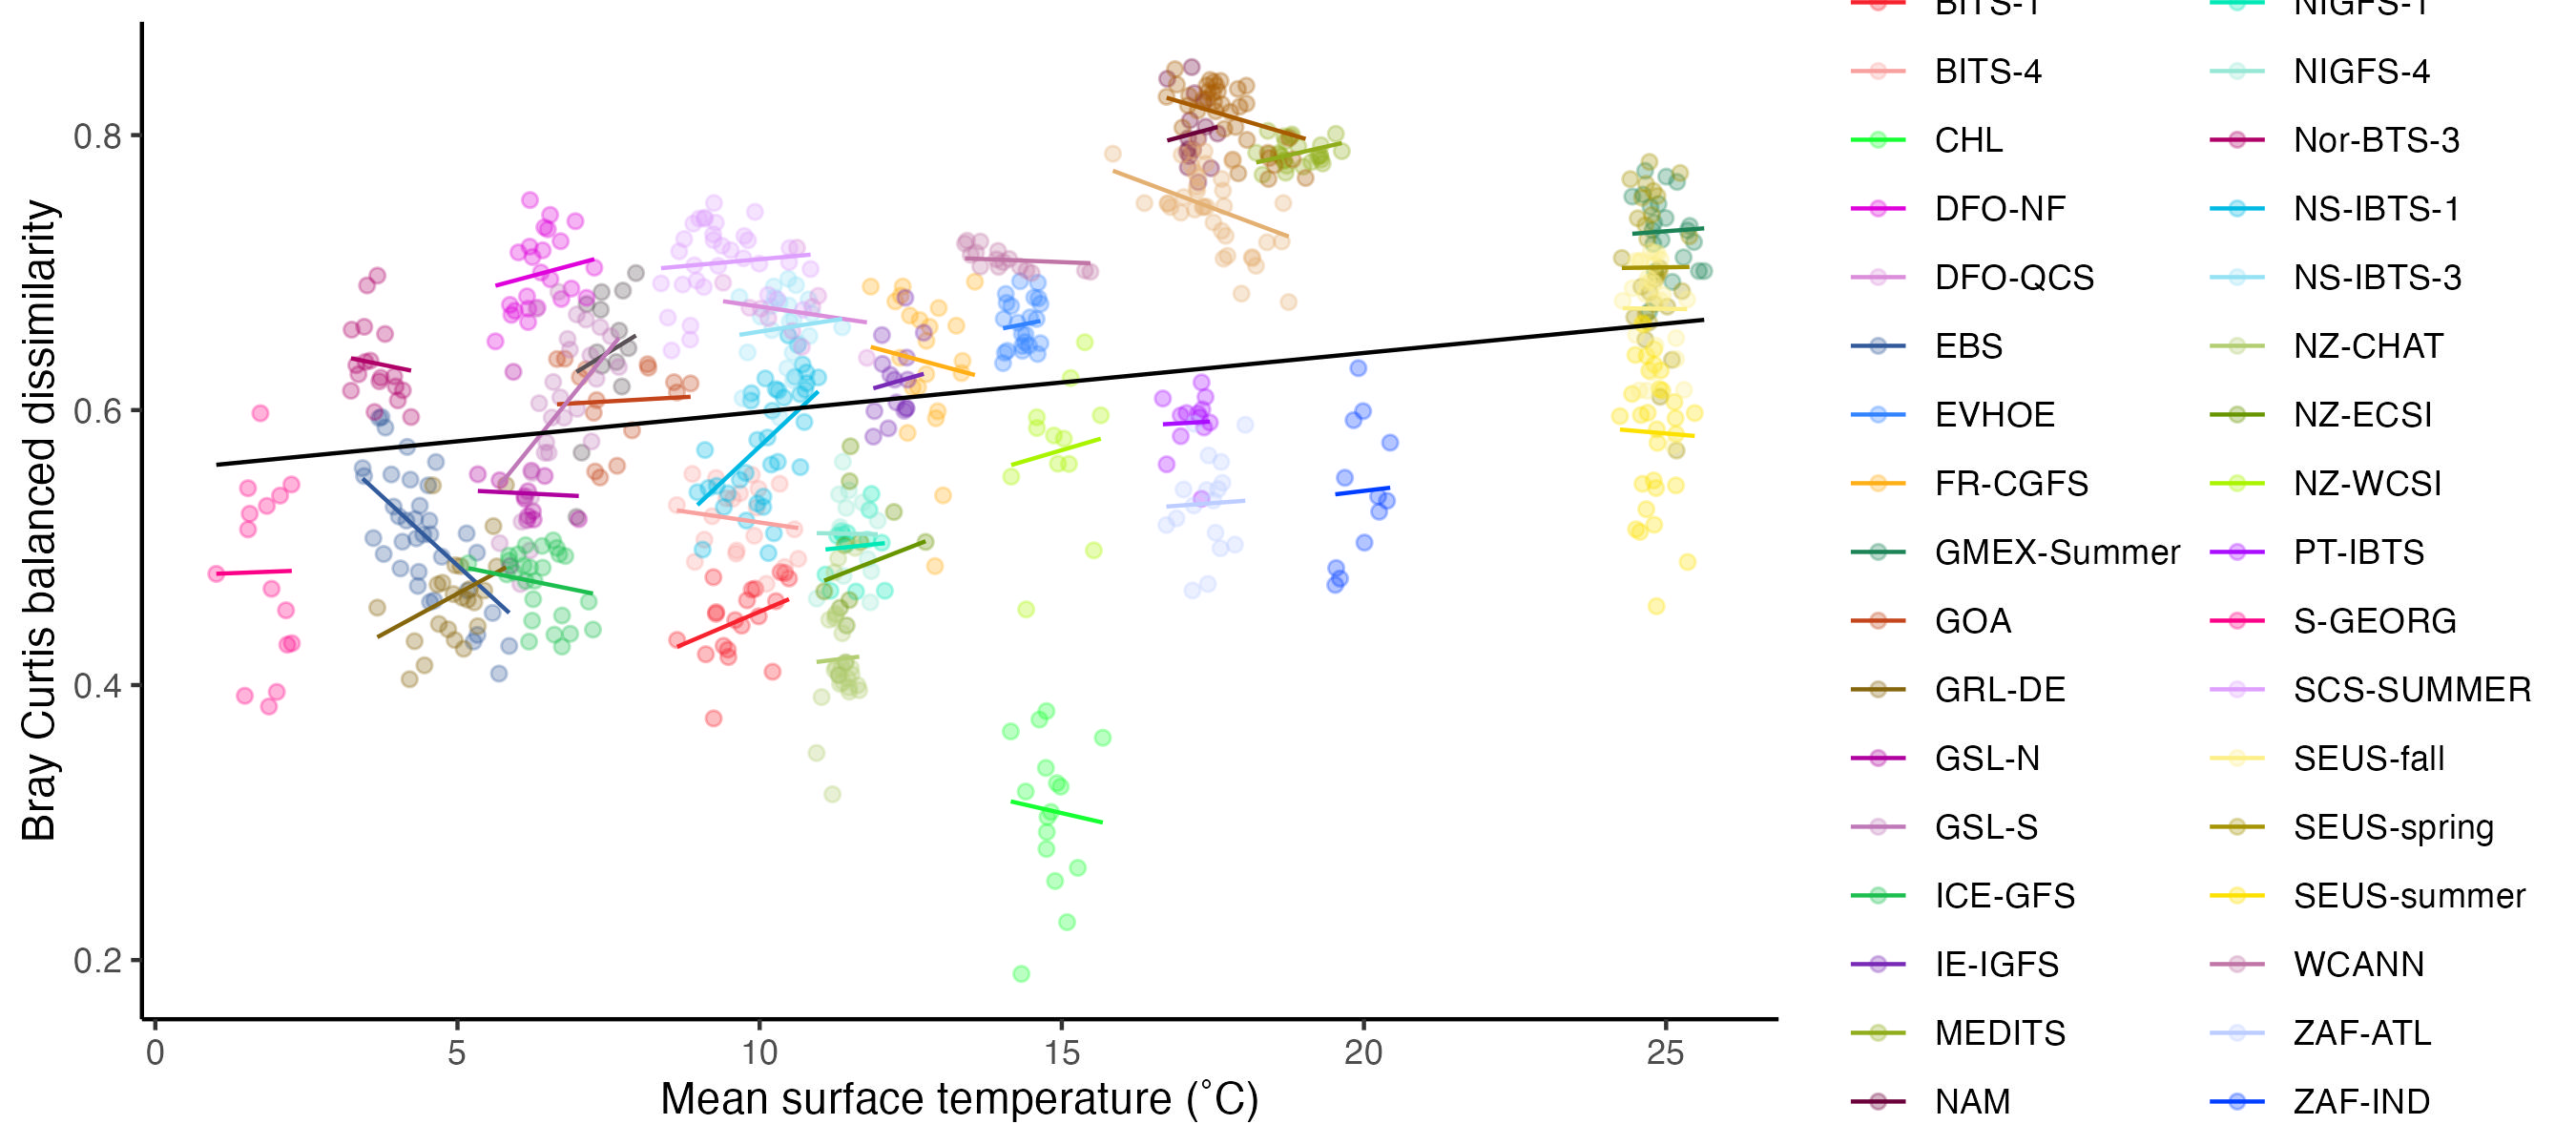 BITS-1 NIGFS-1
BITS-4 NIGFS-4
CHL Nor-BTS-3
DFO-NF NS-IBTS-1
DFO-QCS NS-IBTS-3
EBS NZ-CHAT
EVHOE NZ-ECSI
FR-CGFS NZ-WCSI
GMEX-Summer PT-IBTS
GOA S-GEORG
GRL-DE SCS-SUMMER
GSL-N SEUS-fall
GSL-S SEUS-spring
ICE-GFS SEUS-summer
IE-IGFS WCANN
MEDITS ZAF-ATL
NAM ZAF-IND
Bray Curtis balanced dissimilarity
0.8
0.6
0.4
0.2
0 5 10 15 20 25
Mean surface temperature (˚C)